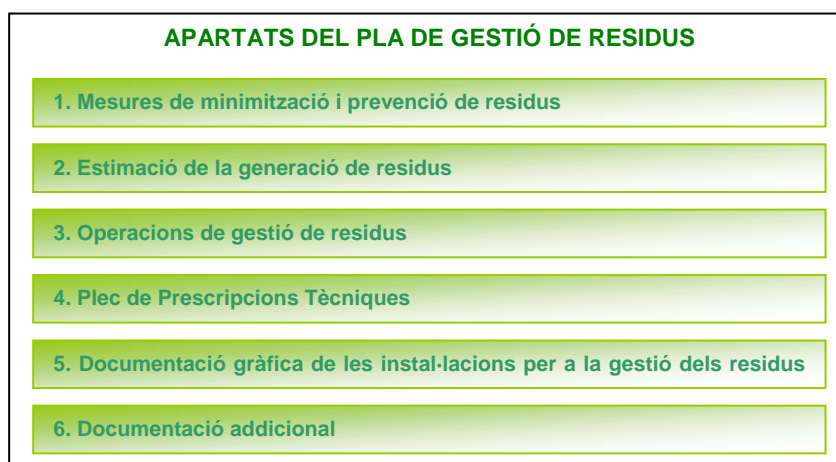 APARTATS DEL PLA DE GESTIÓ DE RESIDUS
1. Mesures de minimització i prevenció de residus
2. Estimació de la generació de residus
3. Operacions de gestió de residus
4. Plec de Prescripcions Tècniques
5. Documentació gràfica de les instal·lacions per a la gestió dels residus
6. Documentació addicional